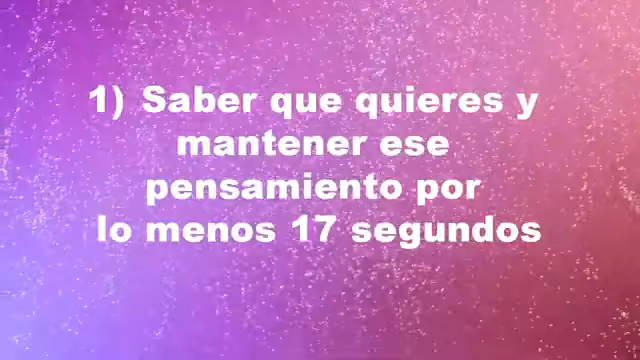 1) Saber que quieres y
mantener ese
pensamiento por
lo menos 17 segundos